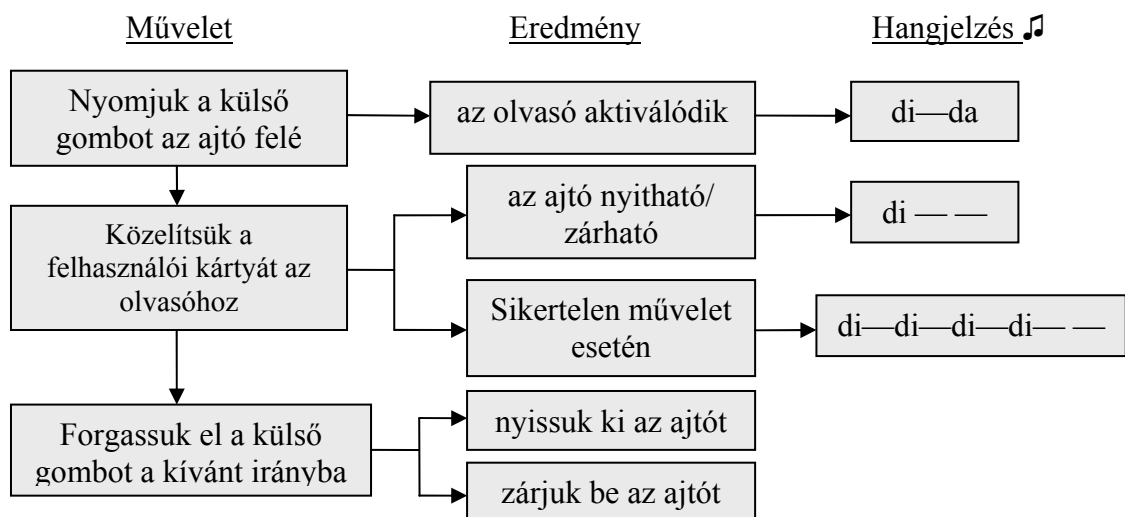 Művelet
Eredmény
Hangjelzés ♫
Nyomjuk a külső
gombot az ajtó felé
az olvasó aktiválódik
di—da
Közelítsük a
felhasználói kártyát az
olvasóhoz
az ajtó nyitható/
zárható
di — —
Sikertelen művelet
esetén
di—di—di—di— —
Forgassuk el a külső
gombot a kívánt irányba
nyissuk ki az ajtót
zárjuk be az ajtót